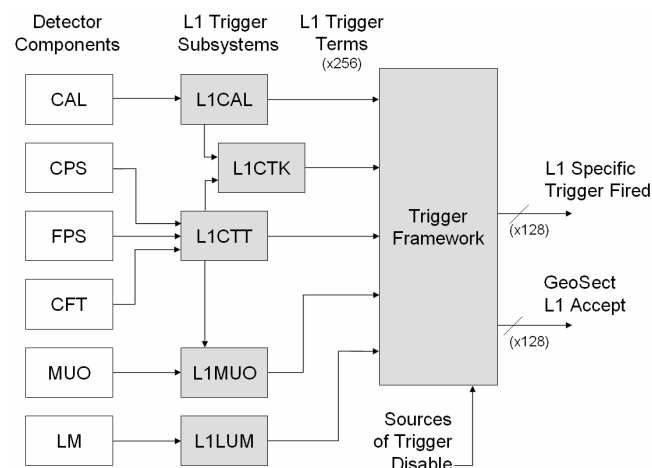 Detector
Components
L1 Trigger
Subsystems
L1 Trigger
Terms
(x256)
CAL
L1CAL
CPS
L1CTK
FPS
L1CTT
CFT
MUO
L1MUO
LM
L1LUM
Trigger
Framework
L1 Specific
Trigger Fired
(x128)
GeoSect
L1 Accept
(x128)
Sources
of Trigger
Disable